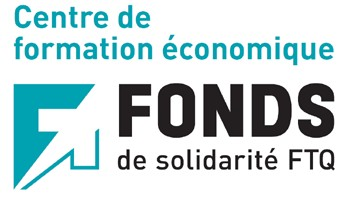 Centre de
formation économique
FONDS
de solidarité FTQ